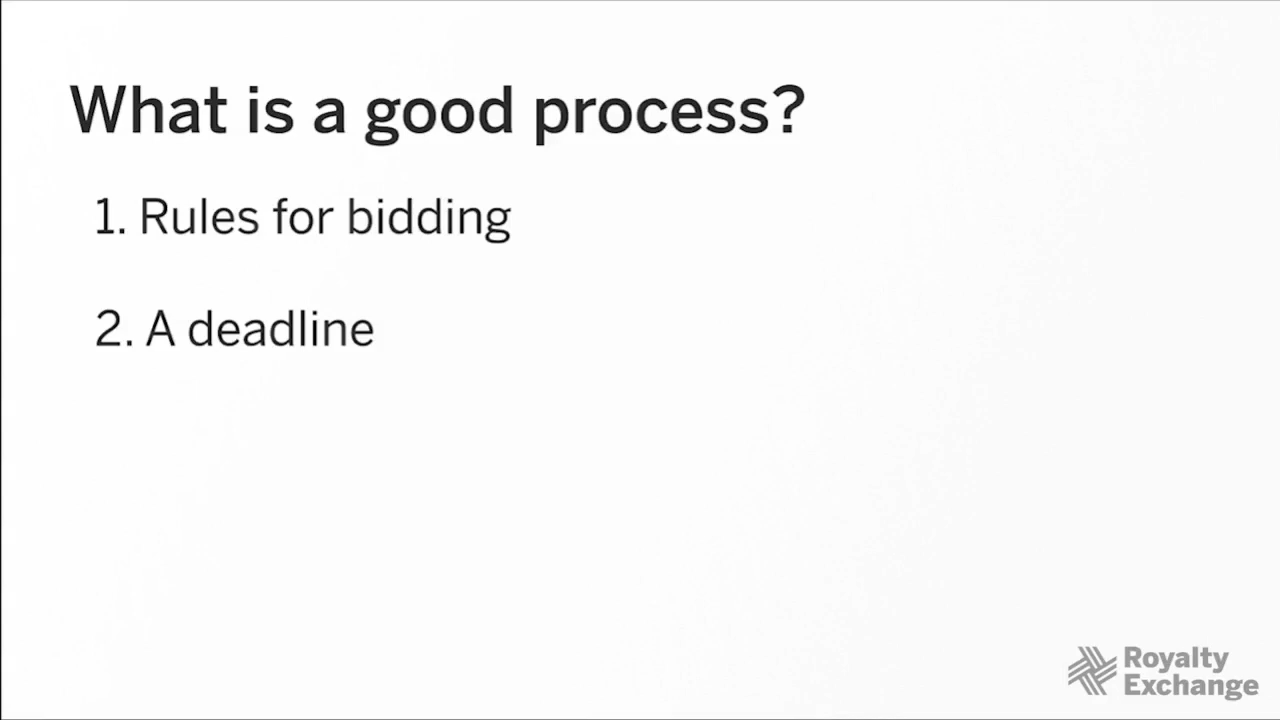 What is a good process?
1. Rules for bidding
2. A deadline
Royalty
Exchange